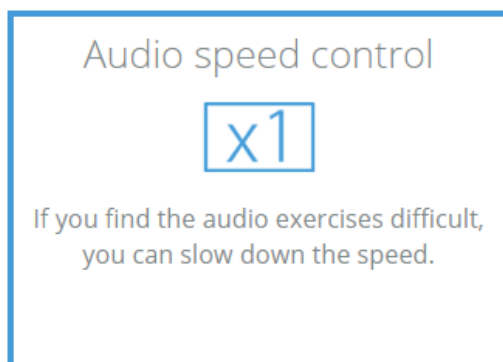 Audio speed control
x1
If you find the audio exercises difficult,
you can slow down the speed.